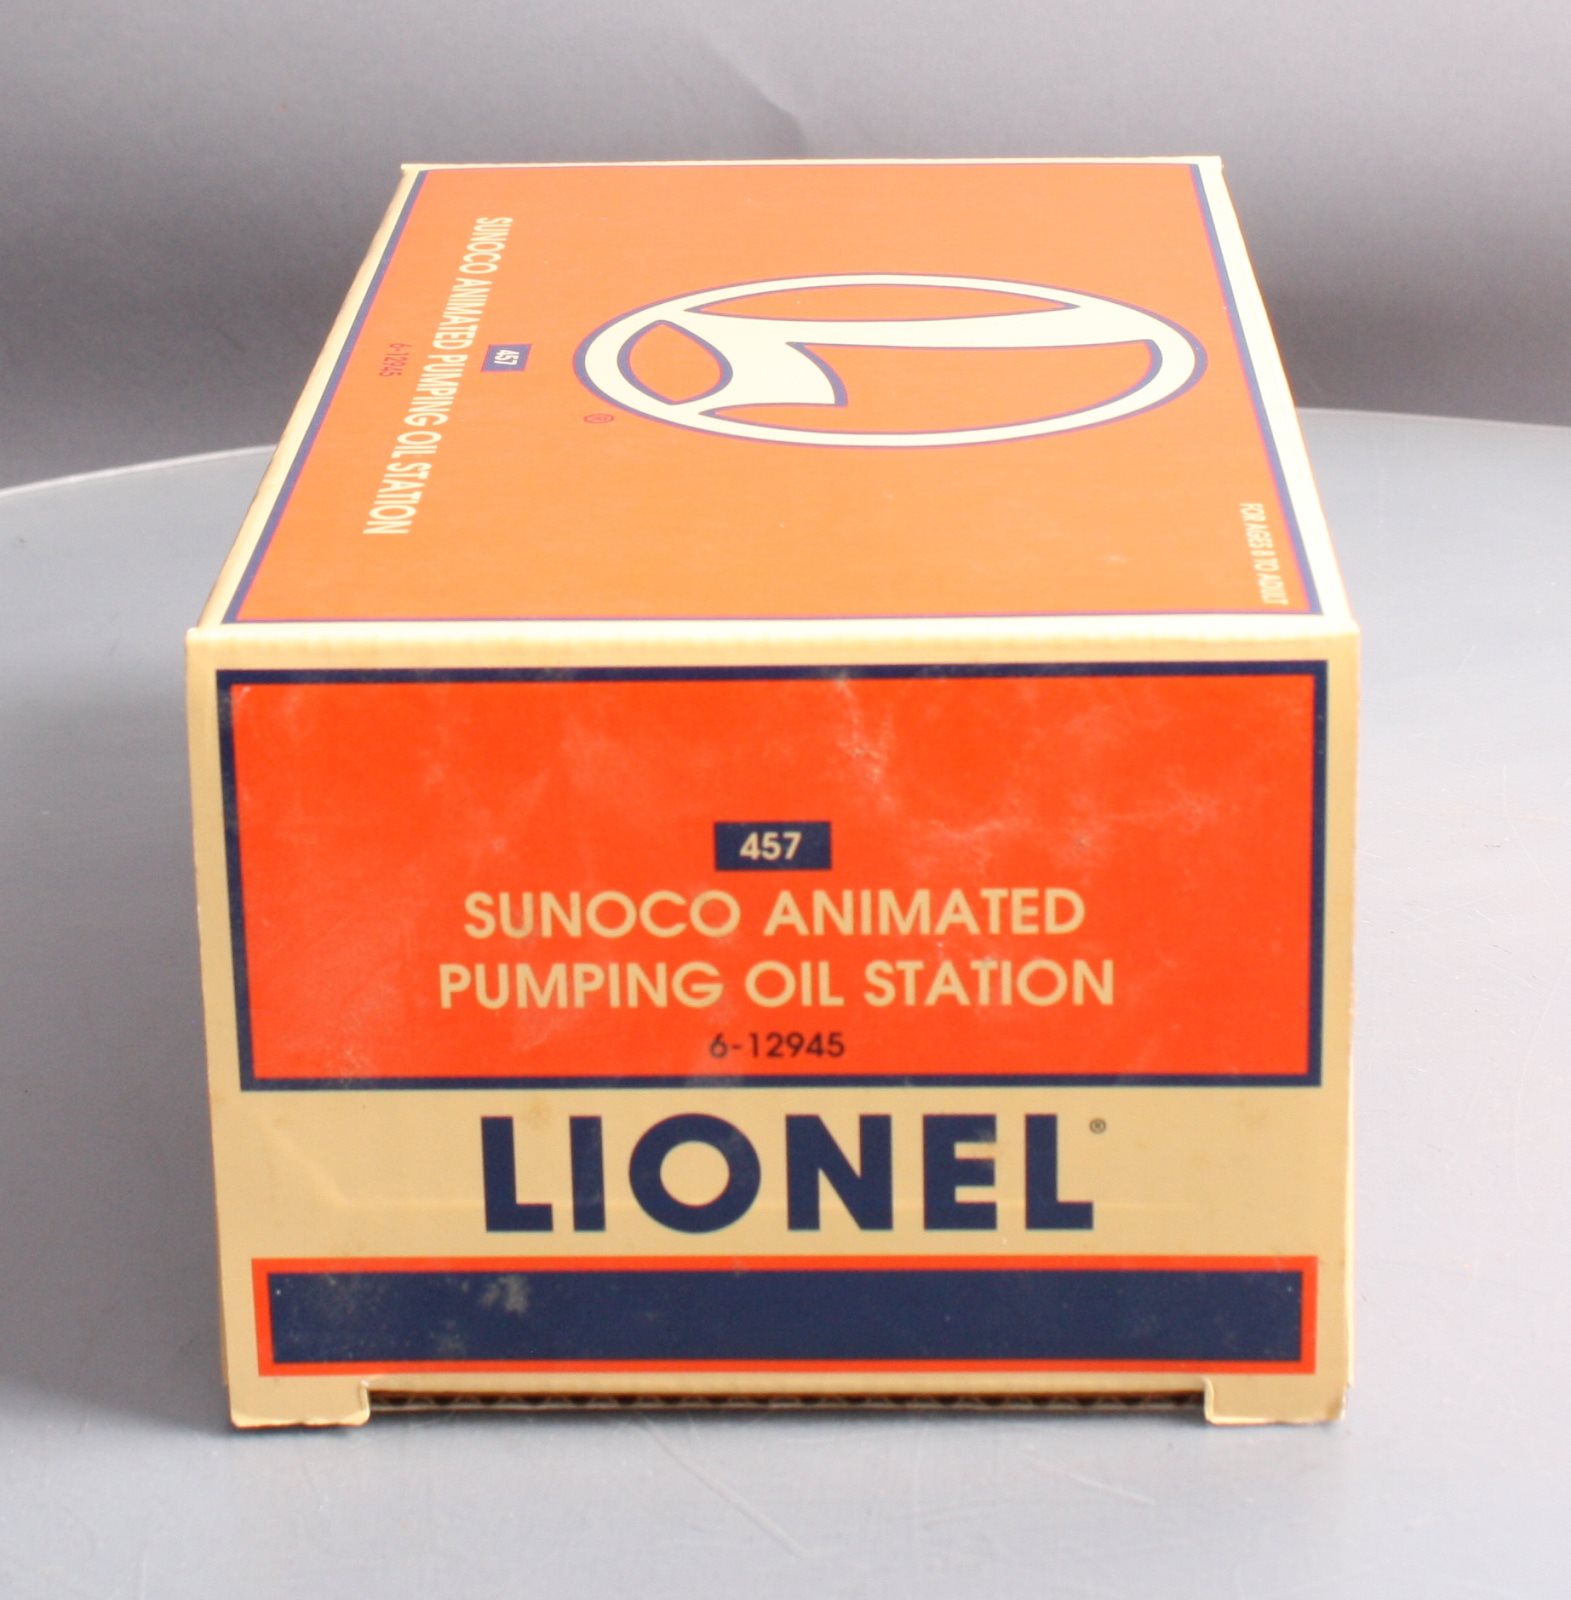 457
SUNOCO ANIMATED PUMPING OIL STATION
6-12945
®
FOR AGES 8 TO ADULT
457
SUNOCO ANIMATED
PUMPING OIL STATION
6-12945
LIONEL®